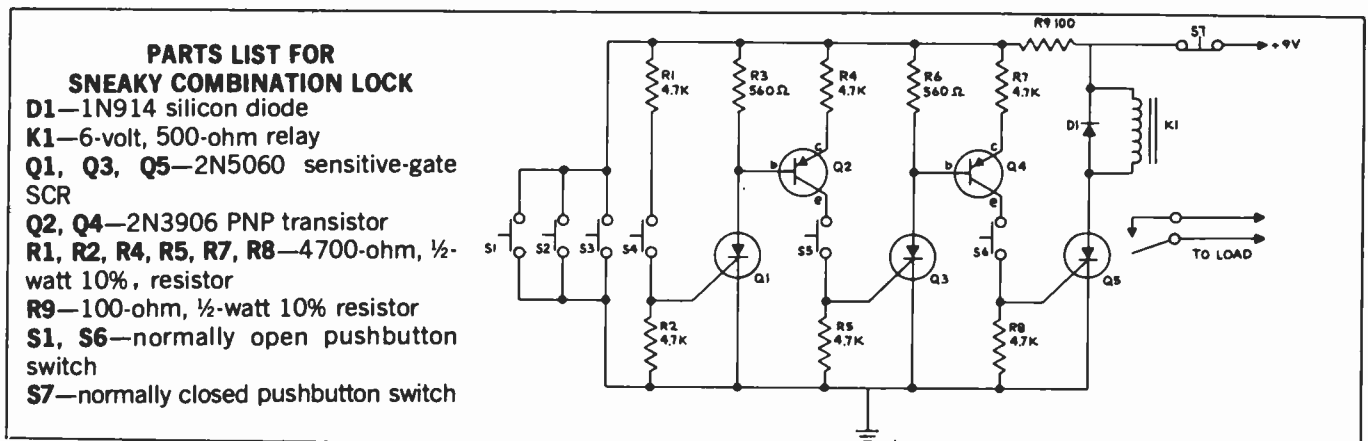 PARTS LIST FOR
SNEAKY COMBINATION LOCK
D1—1N914 silicon diode
K1—6-volt, 500-ohm relay
Q1, Q3, Q5—2N5060 sensitive-gate
SCR
Q2, Q4—2N3906 PNP transistor
R1, R2, R4, R5, R7, R8—4700-ohm, ½-
watt 10%, resistor
R9—100-ohm, ½-watt 10% resistor
S1, S6—normally open pushbutton
switch
S7—normally closed pushbutton switch
R9 100
S7
+9V
R1
4.7K
R3
560Ω
R4
4.7K
R6
560Ω
R7
4.7K
D1
K1
b
c
e
Q2
b
c
e
Q4
S1
S2
S3
S4
Q1
S5
Q3
S6
Q5
TO LOAD
R2
4.7K
R5
4.7K
R8
4.7K